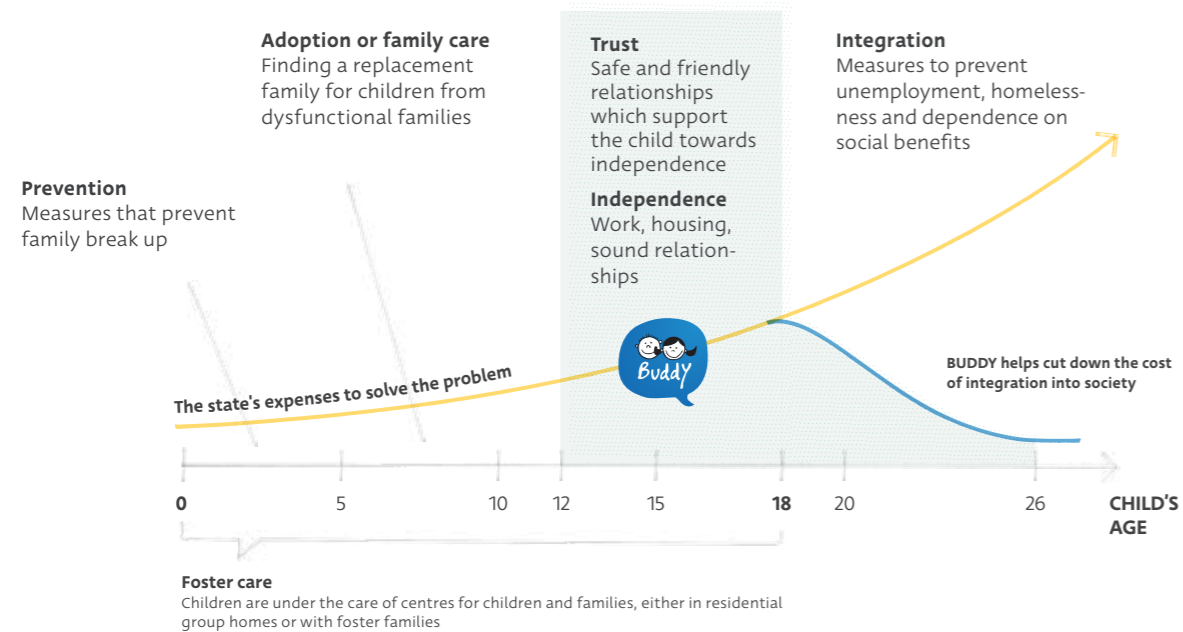 Adoption or family care
Finding a replacement
family for children from
dysfunctional families
Trust
Safe and friendly
relationships
which support
the child towards
independence
Independence
Work, housing,
sound relation-
ships
Integration
Measures to prevent
unemployment, homeless-
ness and dependence on
social benefits
Prevention
Measures that prevent
family break up
Buddy
The state's expenses to solve the problem
BUDDY helps cut down the cost
of integration into society
0
5
10
12
15
18
20
26
CHILD'S
AGE
Foster care
Children are under the care of centres for children and families, either in residential
group homes or with foster families